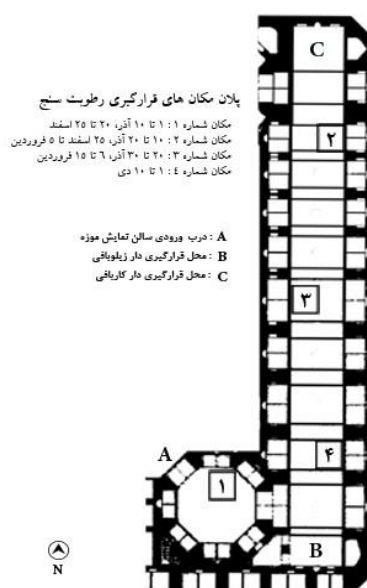 C
پلان مکان های قرارگیری رطوبت سنج
مکان شماره ۱ : ۱ تا ۱۰ آذر، ۲۰ تا ۲۵ اسفند
مکان شماره ۲ : ۱۰ تا ۲۰ آذر، ۲۵ اسفند تا ۵ فروردین
مکان شماره ۳ : ۲۰ تا ۳۰ آذر، ۶ تا ۱۵ فروردین
مکان شماره ۴ : ۱ تا ۱۰ دی
۲
A : درب ورودی سالن نمایش موزه
B : محل قرارگیری دار زیلوبافی
C : محل قرارگیری دار کاربافی
۳
A
۴
۱
B
N